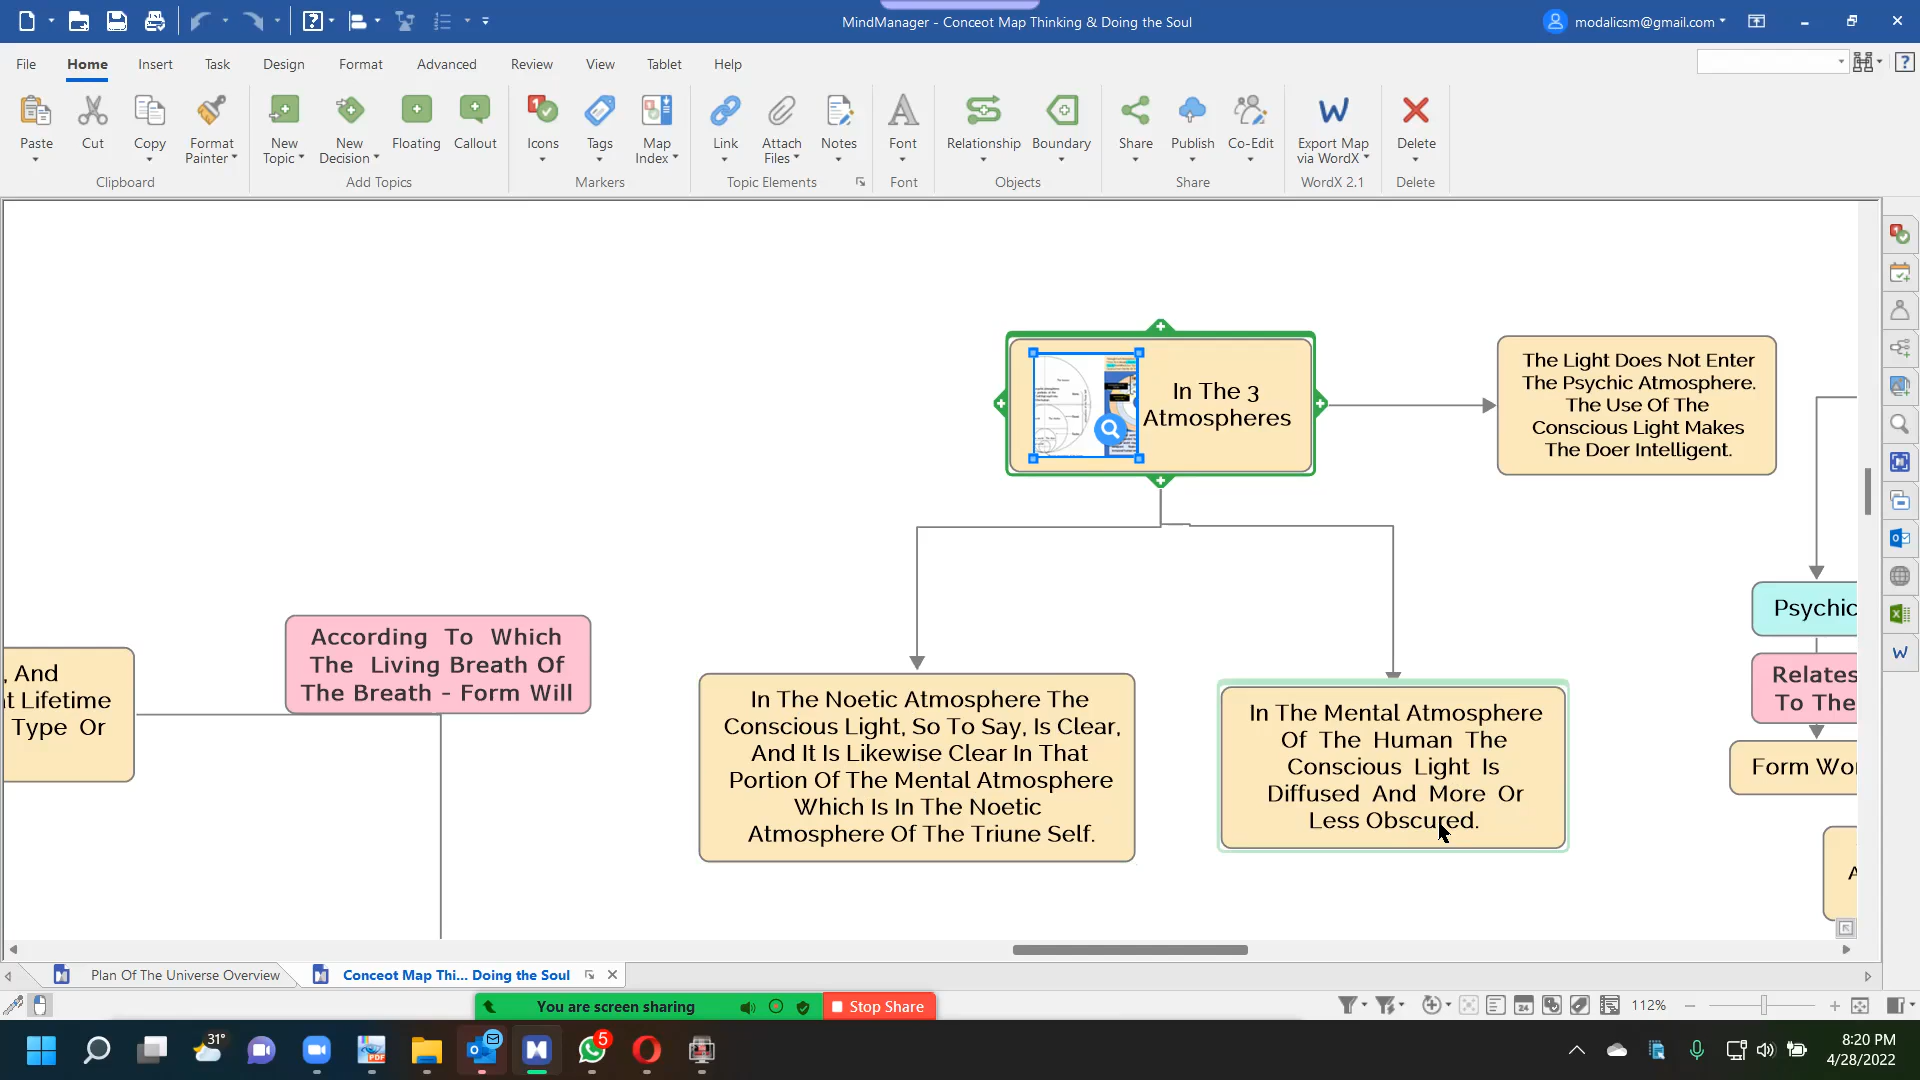 MindManager - Conceot Map Thinking & Doing the Soul
modalicsm@gmail.com
File Home Insert Task Design Format Advanced Review View Tablet Help
Paste Cut Copy Format Painter
New Topic New Decision Floating Callout
Icons Tags Map Index
Link Attach Files Notes
Font
Relationship Boundary
Share Publish Co-Edit
Export Map via WordX
Delete
Clipboard Add Topics Markers Topic Elements Font Objects Share WordX 2.1 Delete
In The 3
Atmospheres
The Light Does Not Enter
The Psychic Atmosphere.
The Use Of The
Conscious Light Makes
The Doer Intelligent.
, And
t Lifetime
Type Or
According To Which
The Living Breath Of
The Breath - Form Will
In The Noetic Atmosphere The
Conscious Light, So To Say, Is Clear,
And It Is Likewise Clear In That
Portion Of The Mental Atmosphere
Which Is In The Noetic
Atmosphere Of The Triune Self.
In The Mental Atmosphere
Of The Human The
Conscious Light Is
Diffused And More Or
Less Obscured.
Psychic
Relates
To The
Form Wor
A
Plan Of The Universe Overview
Conceot Map Thi... Doing the Soul
You are screen sharing
Stop Share
112%
31°
5
8:20 PM
4/28/2022